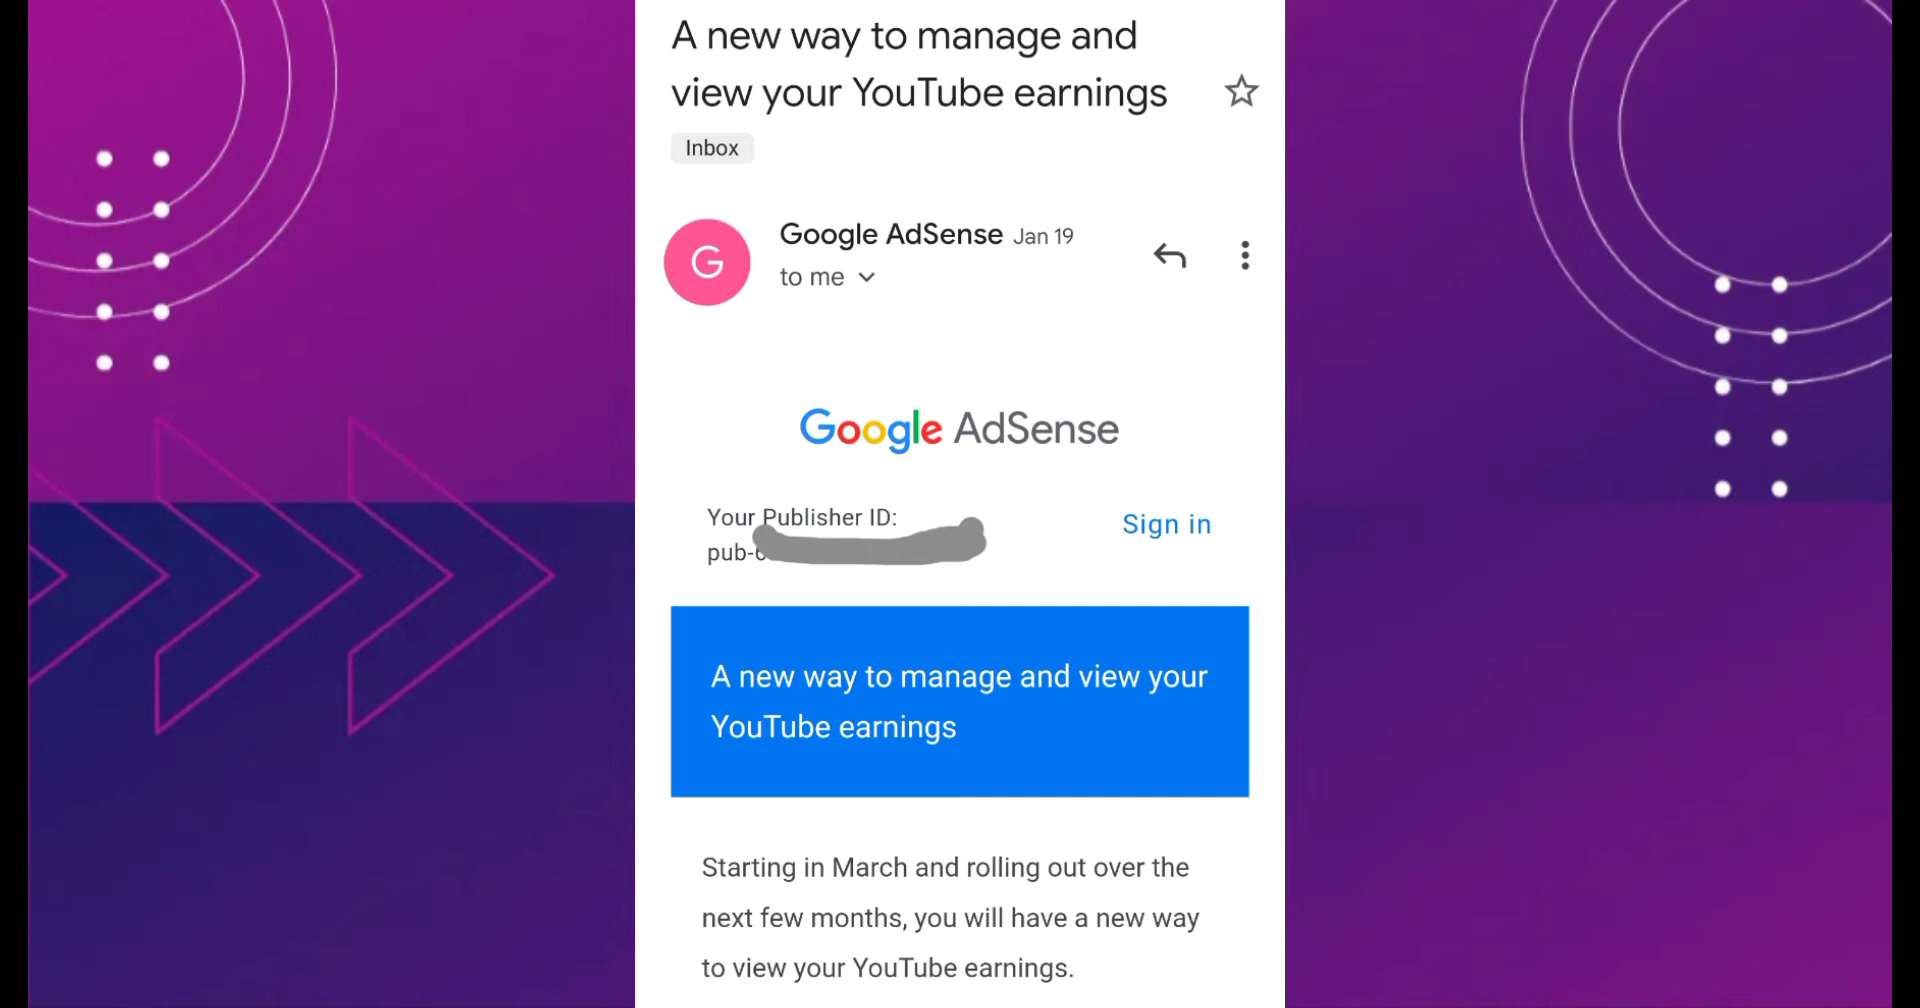 A new way to manage and
view your YouTube earnings
Inbox
G
Google AdSense Jan 19
to me
Google AdSense
Your Publisher ID:
Sign in
pub-
A new way to manage and view your
YouTube earnings
Starting in March and rolling out over the
next few months, you will have a new way
to view your YouTube earnings.